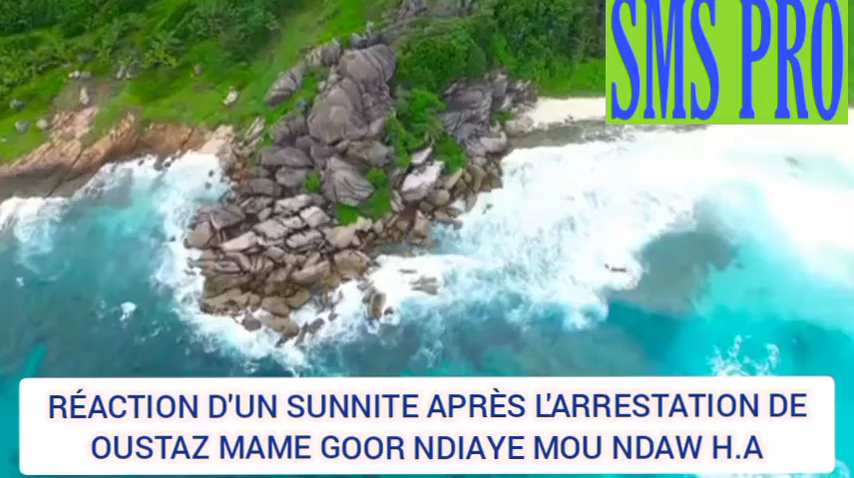 SMS PRO
RÉACTION D'UN SUNNITE APRÈS L'ARRESTATION DE
OUSTAZ MAME GOOR NDIAYE MOU NDAW H.A